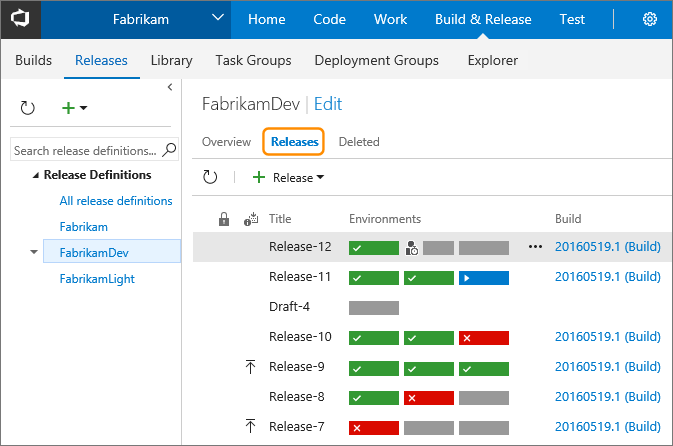 Fabrikam Home Code Work Build & Release Test
Builds Releases Library Task Groups Deployment Groups Explorer
Search release definitions...
Release Definitions
All release definitions
Fabrikam
FabrikamDev
FabrikamLight
FabrikamDev | Edit
Overview Releases Deleted
Release
Title Environments Build
Release-12 ... 20160519.1 (Build)
Release-11 20160519.1 (Build)
Draft-4
Release-10 20160519.1 (Build)
Release-9 20160519.1 (Build)
Release-8 20160519.1 (Build)
Release-7 20160519.1 (Build)